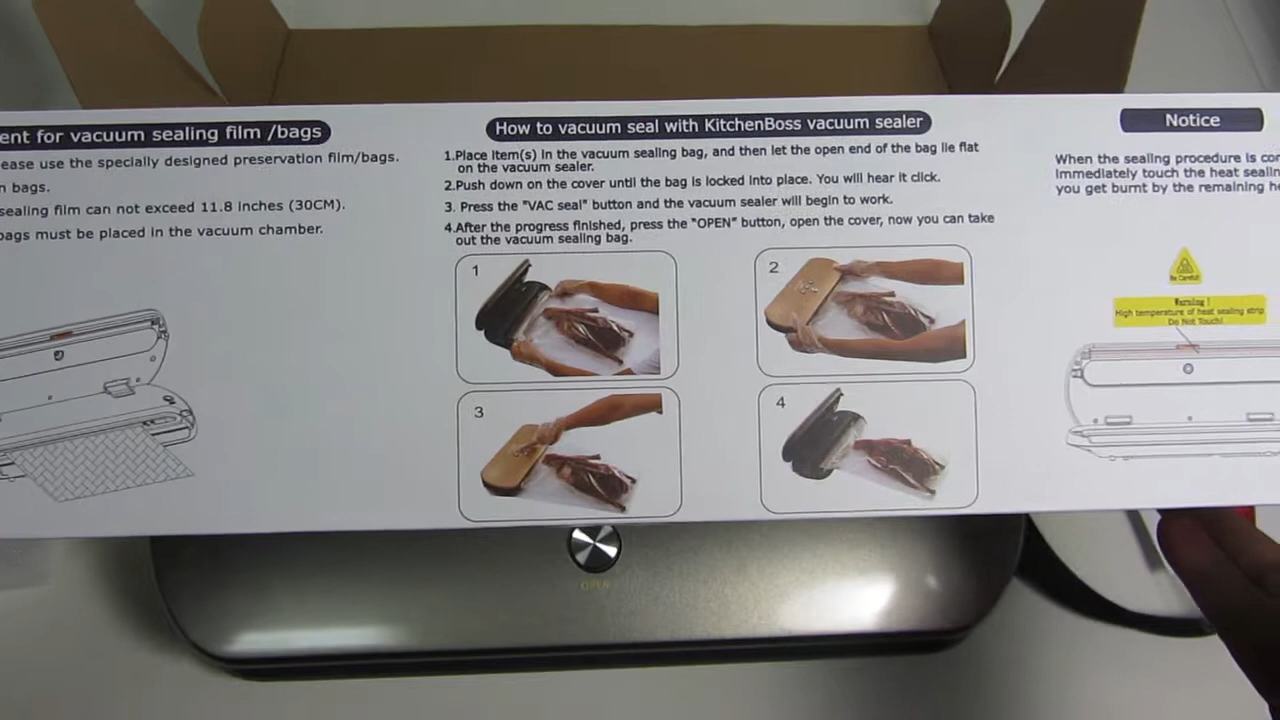 ent for vacuum sealing film /bags
ease use the specially designed preservation film/bags.
n bags.
sealing film can not exceed 11.8 inches (30CM).
bags must be placed in the vacuum chamber.
How to vacuum seal with KitchenBoss vacuum sealer
1.Place item(s) in the vacuum sealing bag, and then let the open end of the bag lie flat
on the vacuum sealer.
2.Push down on the cover until the bag is locked into place. You will hear it click.
3. Press the "VAC seal" button and the vacuum sealer will begin to work.
4.After the progress finished, press the "OPEN" button, open the cover, now you can take
out the vacuum sealing bag.
1
2
3
4
Notice
When the sealing procedure is con
immediately touch the heat sealin
you get burnt by the remaining he
Be Careful!
Warning !
High temperature of heat sealing strip
Do Not Touch!
OPEN